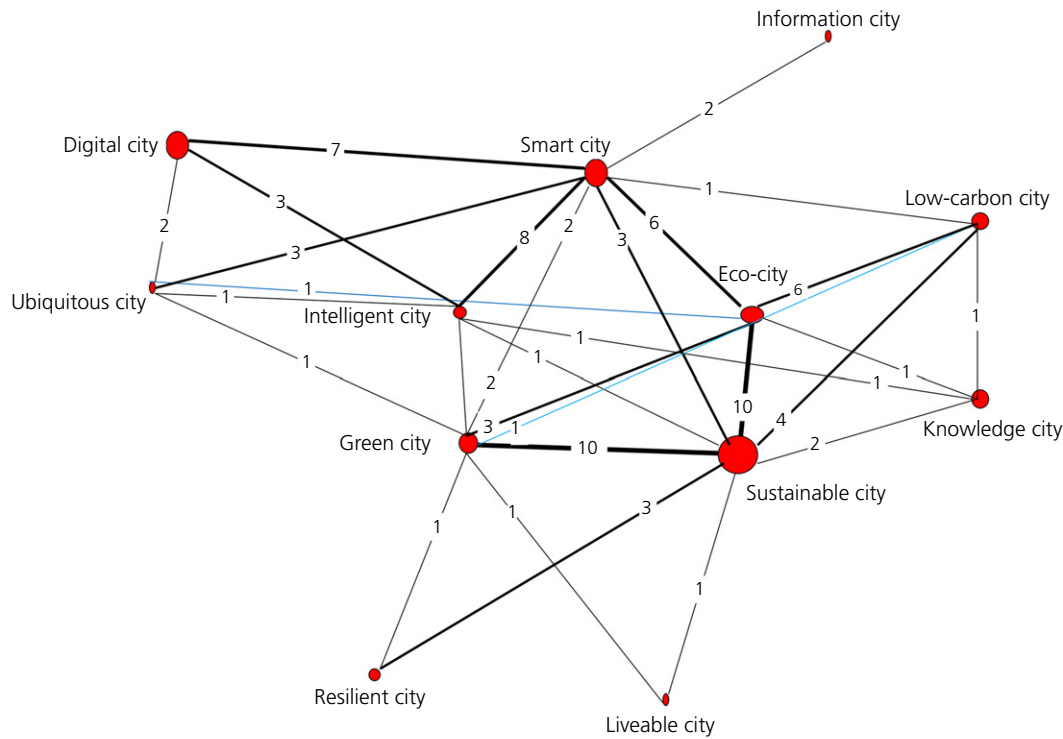 Information city
2
Digital city
7
Smart city
1
Low-carbon city
3
6
2
2
8
3
3
Eco-city
Ubiquitous city
1
1
Intelligent city
6
1
1
1
1
1
1
2
10
3
1
4
Green city
10
2
Knowledge city
Sustainable city
3
1
1
1
Resilient city
Liveable city